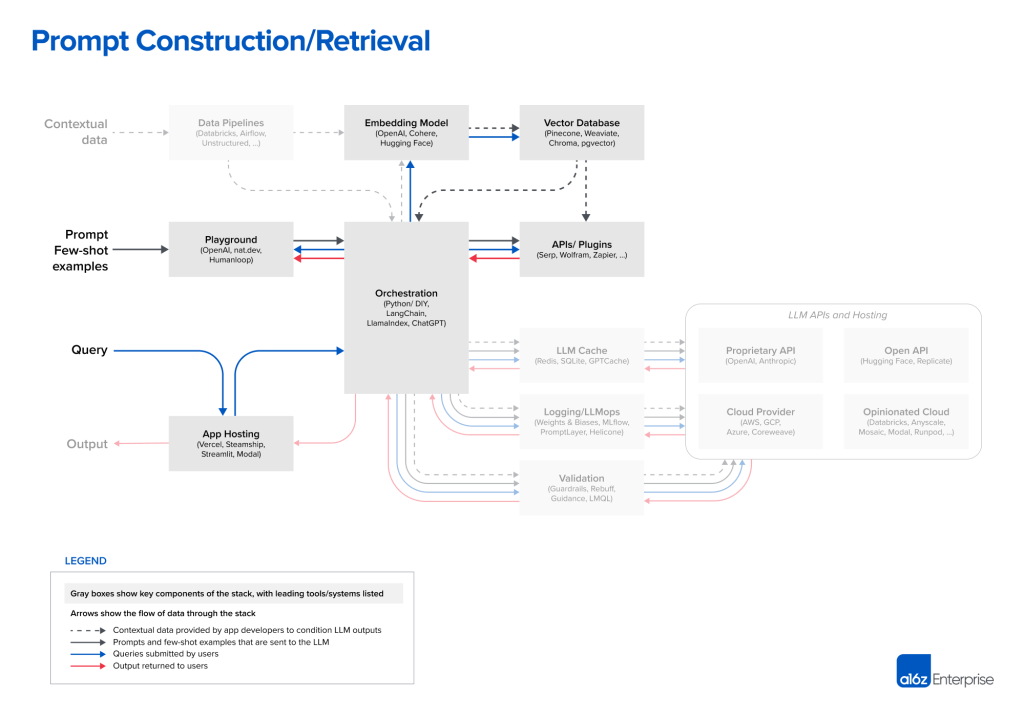 Prompt Construction/Retrieval
Contextual
data
Data Pipelines
(Databricks, Airflow,
Unstructured, ...)
Embedding Model
(OpenAI, Cohere,
Hugging Face)
Vector Database
(Pinecone, Weaviate,
Chroma, pgvector)
Prompt
Few-shot
examples
Playground
(OpenAI, nat.dev,
Humanloop)
APIs/ Plugins
(Serp, Wolfram, Zapier, ...)
Orchestration
(Python/ DIY,
LangChain,
LlamaIndex, ChatGPT)
LLM APIs and Hosting
Query
LLM Cache
(Redis, SQLite, GPTCache)
Proprietary API
(OpenAI, Anthropic)
Open API
(Hugging Face, Replicate)
Output
App Hosting
(Vercel, Steamship,
Streamlit, Modal)
Logging/LLMops
(Weights & Biases, MLflow,
PromptLayer, Helicone)
Cloud Provider
(AWS, GCP,
Azure, Coreweave)
Opinionated Cloud
(Databricks, Anyscale,
Mosaic, Modal, Runpod, ...)
Validation
(Guardrails, Rebuff,
Guidance, LMQL)
LEGEND
Gray boxes show key components of the stack, with leading tools/systems listed
Arrows show the flow of data through the stack
Contextual data provided by app developers to condition LLM outputs
Prompts and few-shot examples that are sent to the LLM
Queries submitted by users
Output returned to users
a16z Enterprise